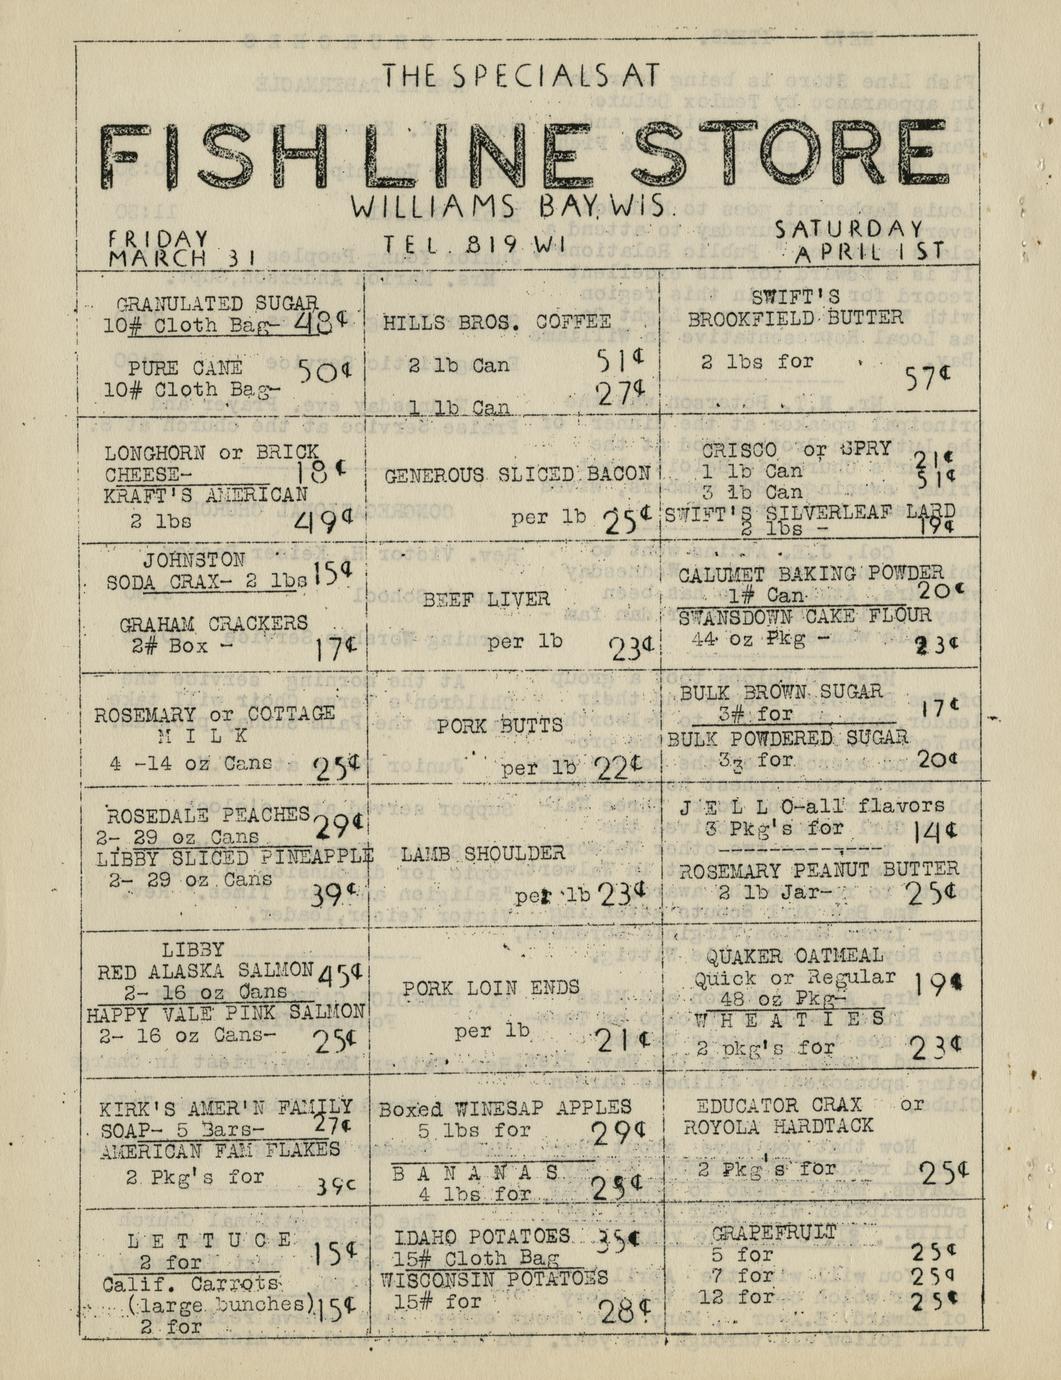 THE SPECIALS AT
FISH LINE STORE
WILLIAMS BAY, WIS.
FRIDAY
MARCH 31
TEL. 819 W1
SATURDAY
APRIL 1ST
GRANULATED SUGAR
10# Cloth Bag- 48¢
PURE CANE 50¢
10# Cloth Bag-
HILLS BROS. COFFEE
2 lb Can 51¢
27¢
1 lb Can
SWIFT'S
BROOKFIELD BUTTER
2 lbs for
57¢
LONGHORN or BRICK
CHEESE- 18¢
KRAFT'S AMERICAN
2 lbs 49¢
GENEROUS SLICED BACON
per lb 25¢
CRISCO or SPRY 21¢
1 lb Can 51¢
3 lb Can
SWIFT'S SILVERLEAF LARD
2 lbs - 19¢
JOHNSTON 15¢
SODA CRAX- 2 lbs
GRAHAM CRACKERS
2# Box - 17¢
BEEF LIVER
per lb 23¢
CALUMET BAKING POWDER
1# Can 20¢
SWANSDOWN CAKE FLOUR
44 oz Pkg - 23¢
ROSEMARY or COTTAGE
M I L K
4 -14 oz Cans 25¢
PORK BUTTS
per lb 22¢
BULK BROWN SUGAR
3# for 17¢
BULK POWDERED SUGAR
for 20¢
ROSEDALE PEACHES 29¢
2- 29 oz Cans
LIBBY SLICED PINEAPPLE
2- 29 oz Cans
39¢
LAMB SHOULDER
per lb 23¢
J E L L O-all flavors
3 Pkg's for 14¢
ROSEMARY PEANUT BUTTER
2 lb Jar- 25¢
LIBBY
RED ALASKA SALMON 45¢
2- 16 oz Cans
HAPPY VALE PINK SALMON
2- 16 oz Cans- 25¢
PORK LOIN ENDS
per lb 21¢
QUAKER OATMEAL
Quick or Regular 19¢
48 oz Pkg-
W H E A T I E S
2 pkg's for 23¢
KIRK'S AMER'N FAMILY
SOAP- 5 Bars- 27¢
AMERICAN FAM FLAKES
2 Pkg's for 39c
Boxed WINESAP APPLES
5 lbs for 29¢
B A N A N A S
4 lbs for 25¢
EDUCATOR CRAX or
ROYOLA HARDTACK
2 Pkg's for 25¢
L E T T U C E 15¢
2 for
Calif. Carrots
(large bunches) 15¢
2 for
IDAHO POTATOES 35¢
15# Cloth Bag
WISCONSIN POTATOES
15# for 28¢
GRAPEFRUIT
5 for 25¢
7 for 25¢
12 for 25¢